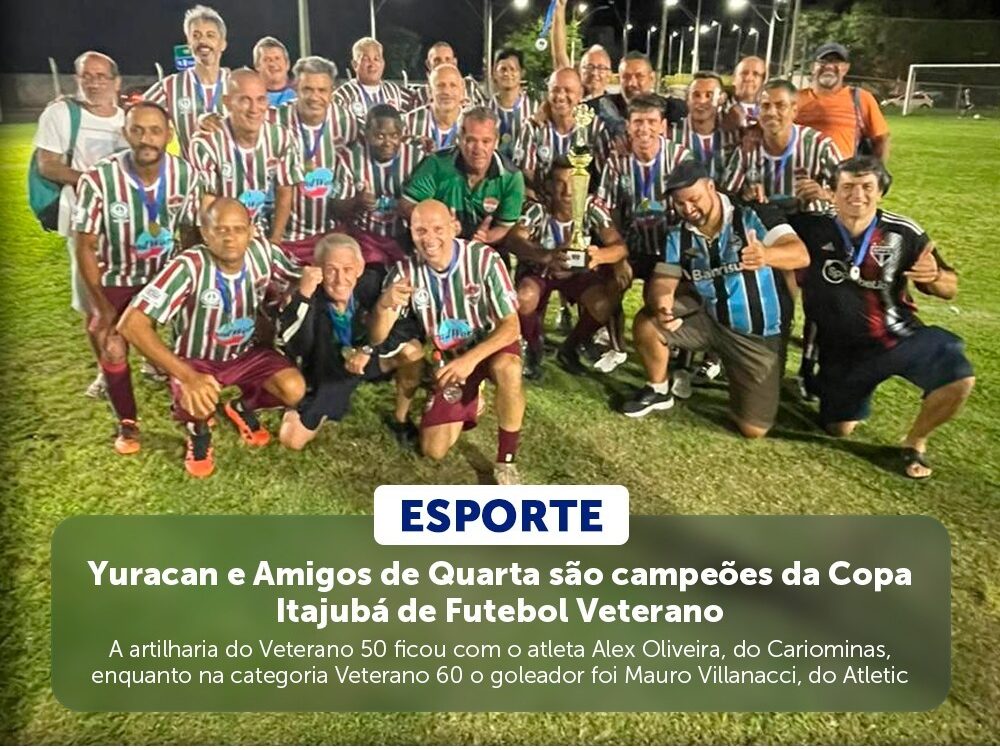 Banrisul
ESPORTE
Yuracan e Amigos de Quarta são campeões da Copa
Itajubá de Futebol Veterano
A artilharia do Veterano 50 ficou com o atleta Alex Oliveira, do Cariominas,
enquanto na categoria Veterano 60 o goleador foi Mauro Villanacci, do Atletic